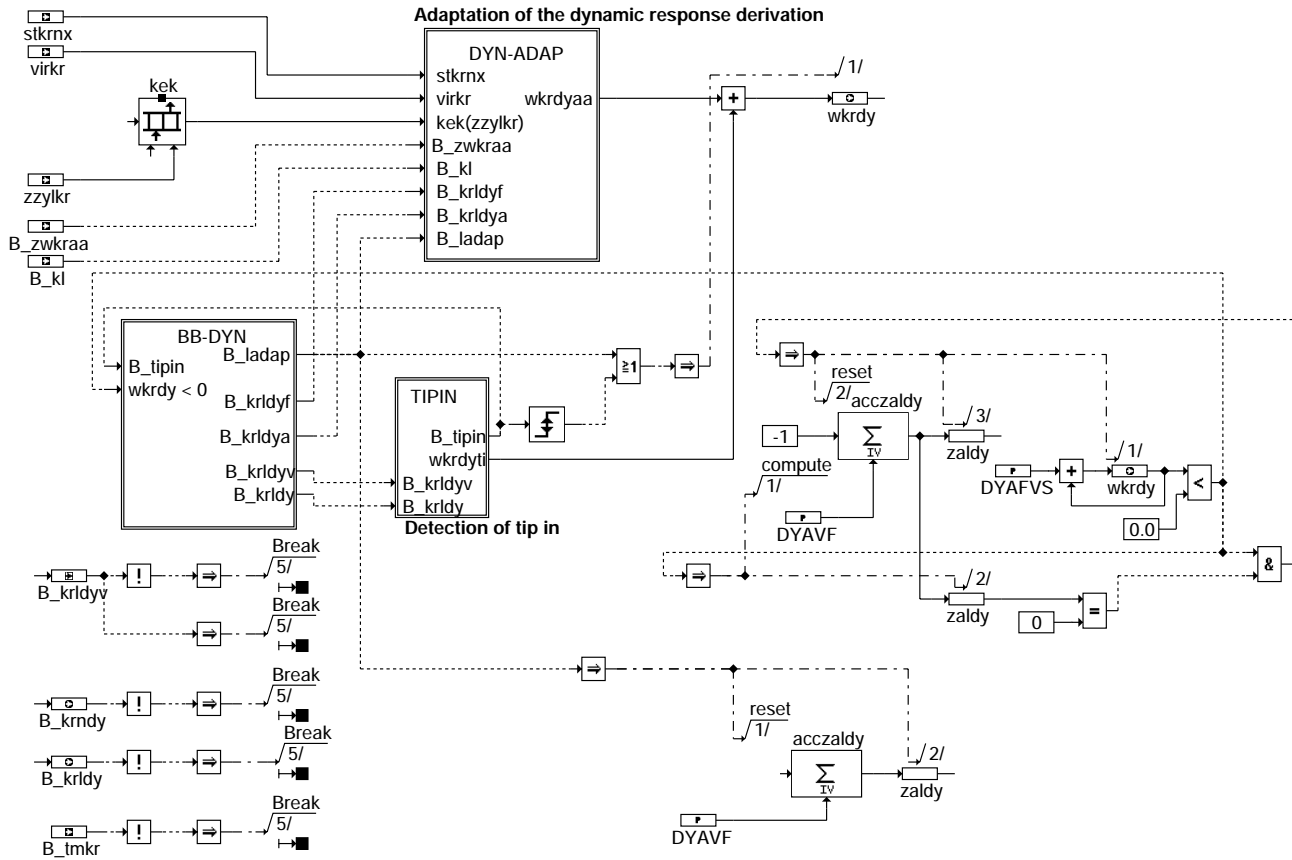 Adaptation of the dynamic response derivation
stkrnx
virkr
kek
zzylkr
B_zwkraa
B_kl
DYN-ADAP
stkrnx
virkr
wkrdyaa
kek(zzylkr)
B_zwkraa
B_kl
B_krldyf
B_krldya
B_ladap
+
1/
wkrdy
BB-DYN
B_ladap
B_tipin
wkrdy < 0
B_krldyf
B_krldya
B_krldyv
B_krldy
TIPIN
B_tipin
wkrdyti
B_krldyv
B_krldy
Detection of tip in
≥1
⇒
⇒
reset
2/
acczaldy
-1
Σ
IV
3/
zaldy
compute
1/
P
DYAVF
P
DYAFVS
+
1/
wkrdy
<
0.0
&
⇒
2/
zaldy
0
=
B_krldyv
!
⇒
Break
5/
⇒
Break
5/
B_krndy
!
⇒
Break
5/
B_krldy
!
⇒
Break
5/
B_tmkr
!
⇒
Break
5/
⇒
reset
1/
acczaldy
Σ
IV
2/
zaldy
P
DYAVF